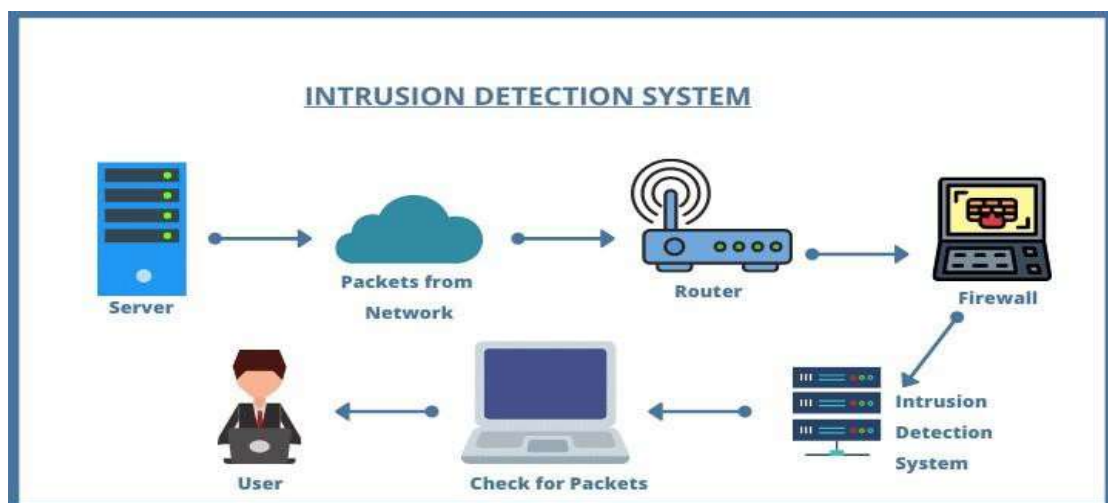 INTRUSION DETECTION SYSTEM
Server
Packets from
Network
Router
Firewall
Intrusion
Detection
System
Check for Packets
User